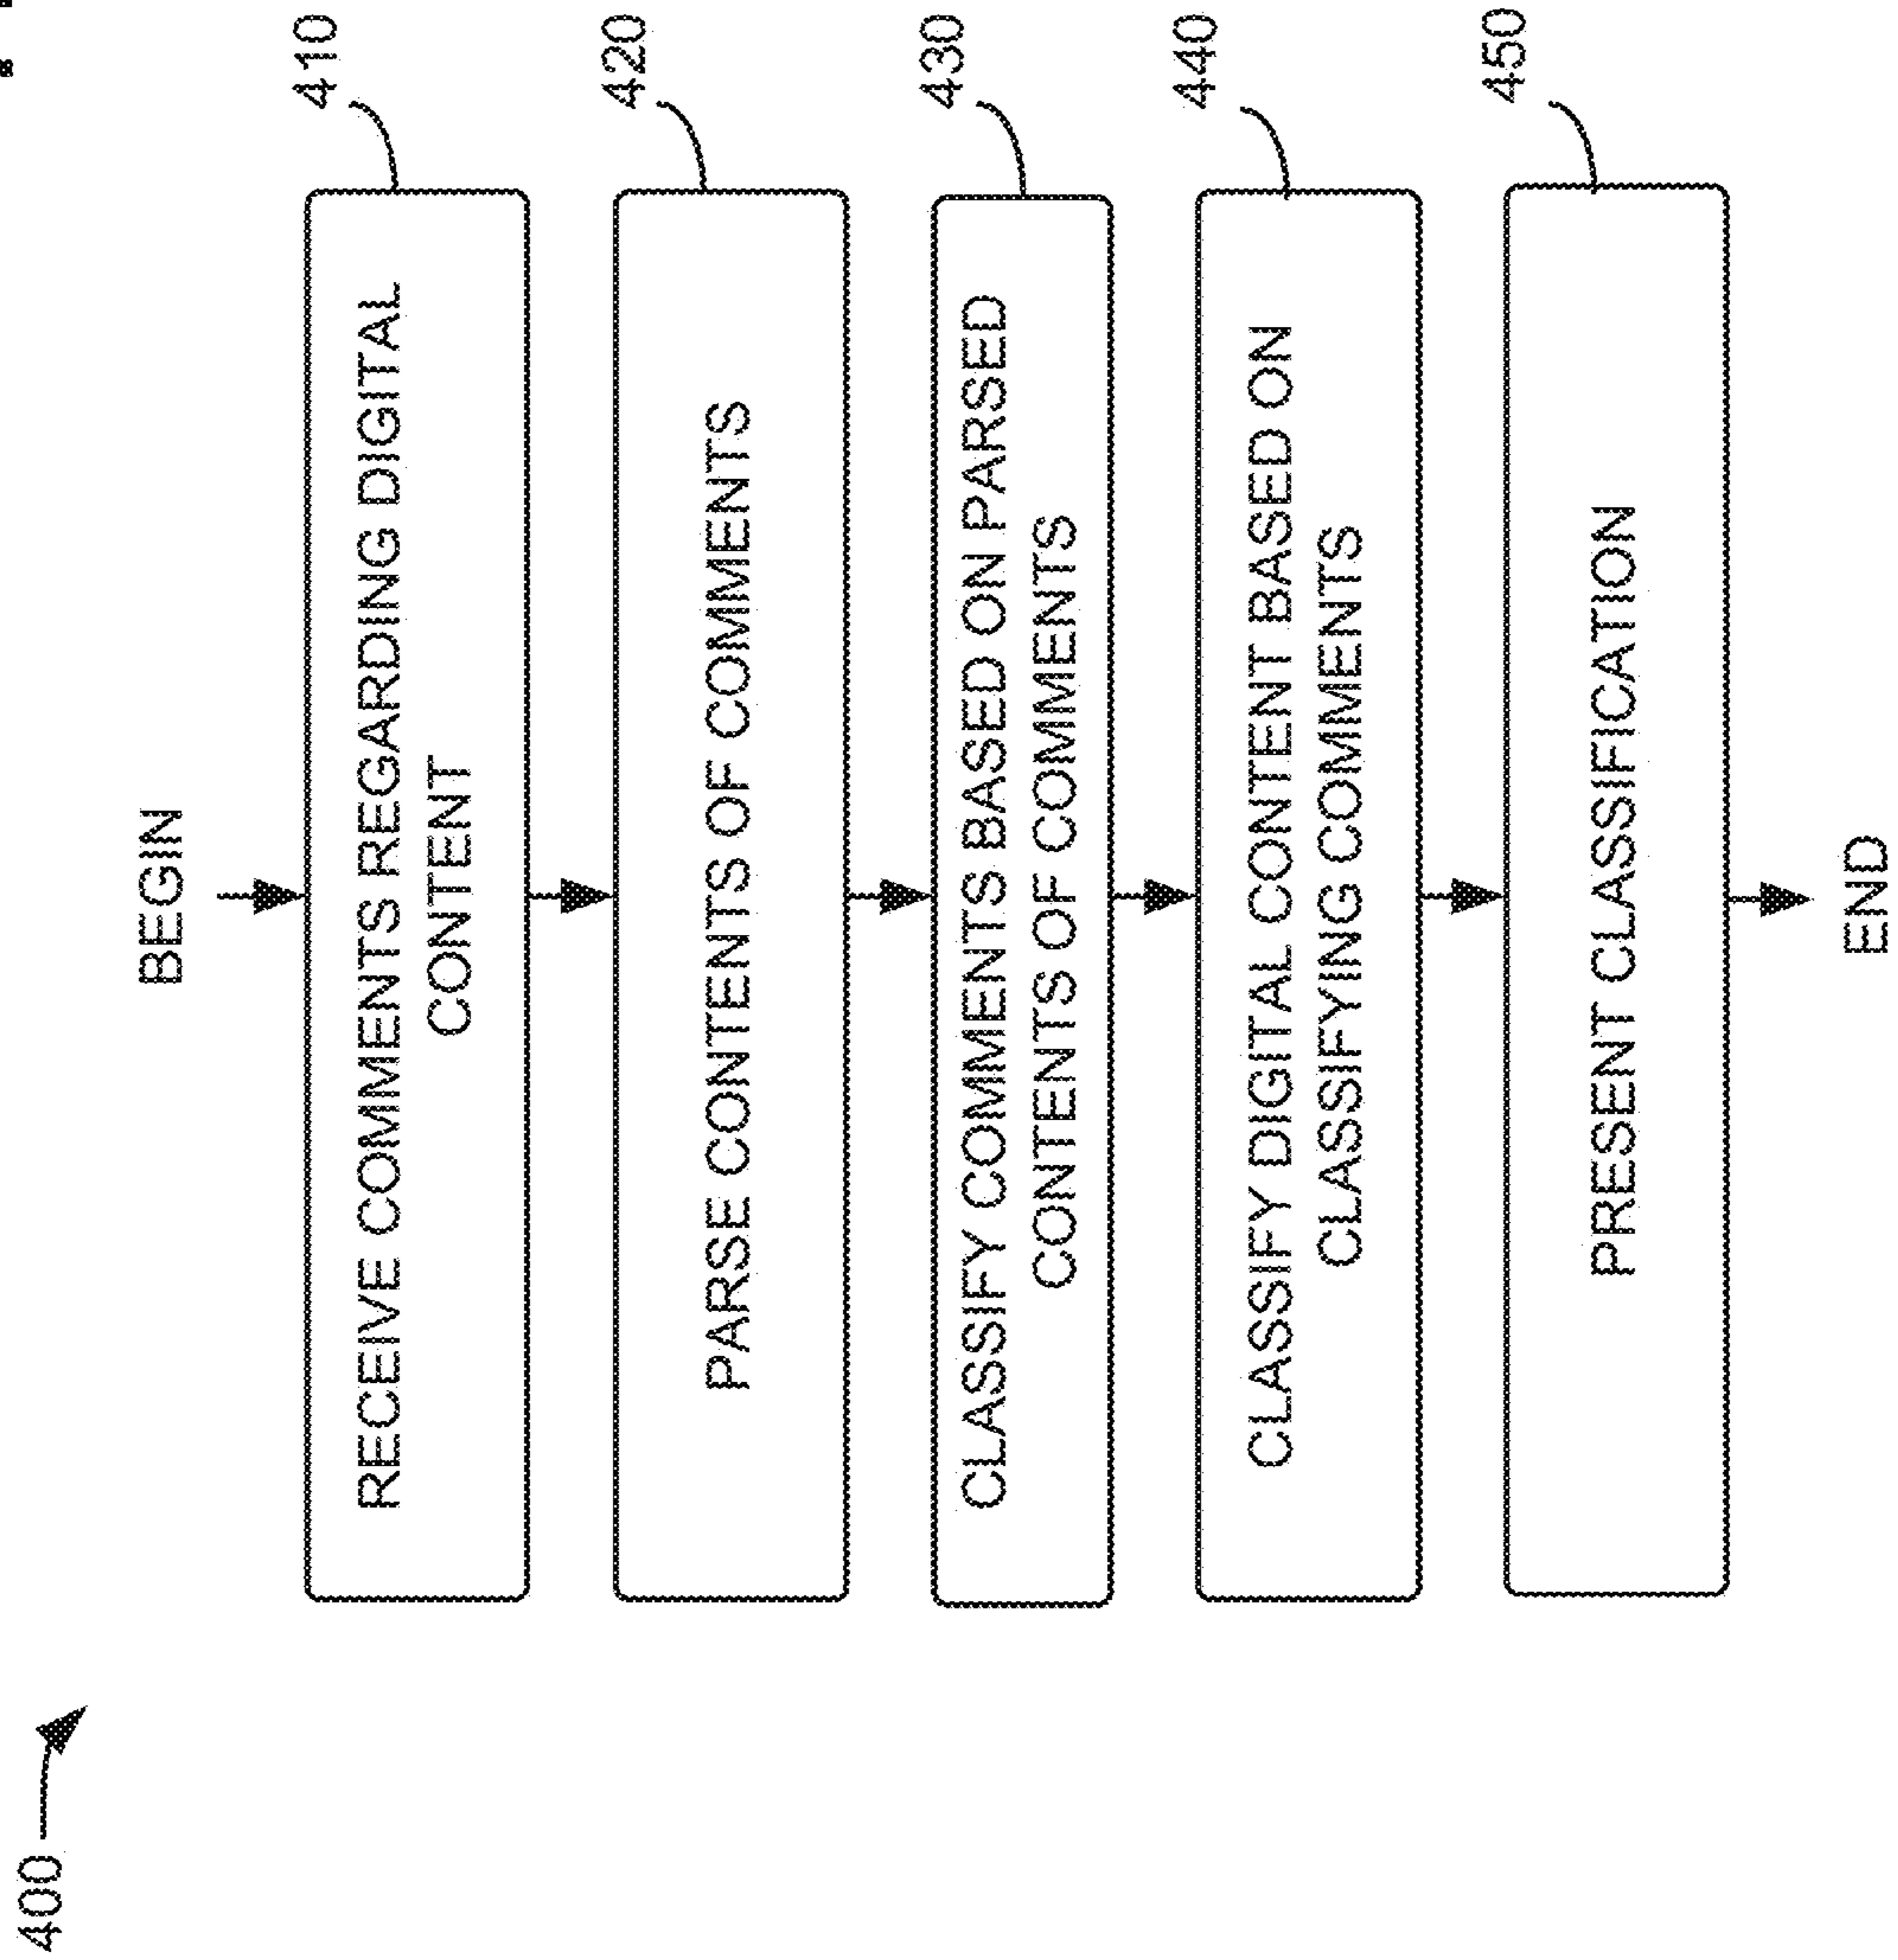 400
BEGIN
RECEIVE COMMENTS REGARDING DIGITAL
CONTENT
410
PARSE CONTENTS OF COMMENTS
420
CLASSIFY COMMENTS BASED ON PARSED
CONTENTS OF COMMENTS
430
CLASSIFY DIGITAL CONTENT BASED ON
CLASSIFYING COMMENTS
440
PRESENT CLASSIFICATION
450
END